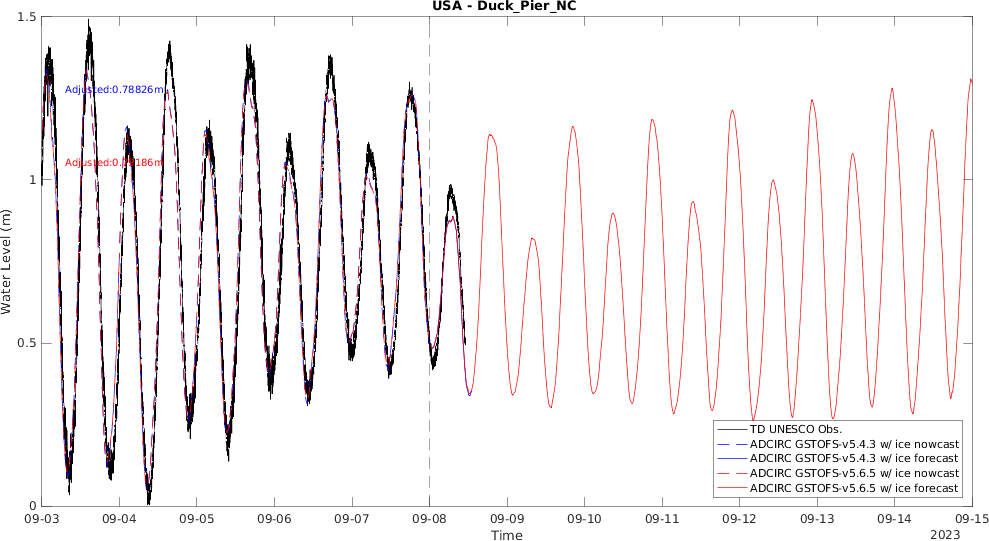 USA - Duck_Pier_NC
Water Level (m)
1.5
1
0.5
0
Adjusted:0.78826m
TD UNESCO Obs.
ADCIRC GSTOFS-v5.4.3 w/ ice nowcast
ADCIRC GSTOFS-v5.4.3 w/ ice forecast
ADCIRC GSTOFS-v5.6.5 w/ ice nowcast
ADCIRC GSTOFS-v5.6.5 w/ ice forecast
09-03 09-04 09-05 09-06 09-07 09-08 09-09 09-10 09-11 09-12 09-13 09-14 09-15
Time
2023